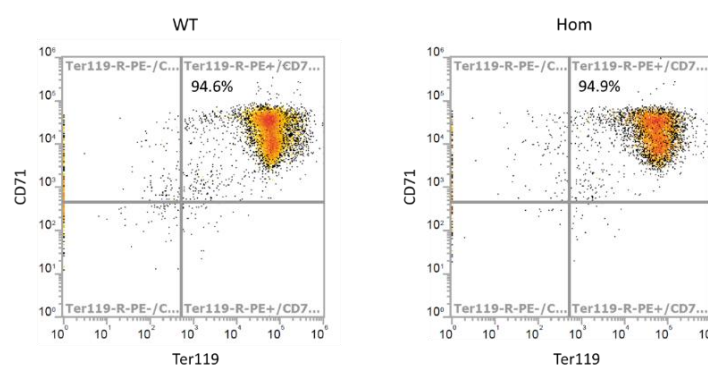 WT
Hom
10⁶
Ter119-R-PE-/C...
Ter119-R-PE+/€D7...
94.6%
10⁵
10⁴
CD71
10³
10²
10¹
Ter119-R-PE-/C...
Ter119-R-PE+/CD7...
10⁰
10⁰ 10¹ 10² 10³ 10⁴ 10⁵ 10⁶
Ter119
10⁶
Ter119-R-PE-/C...
Ter119-R-PE+/CD7...
94.9%
10⁵
10⁴
CD71
10³
10²
10¹
Ter119-R-PE-/C...
Ter119-R-PE+/CD7...
10⁰
10⁰ 10¹ 10² 10³ 10⁴ 10⁵ 10⁶
Ter119